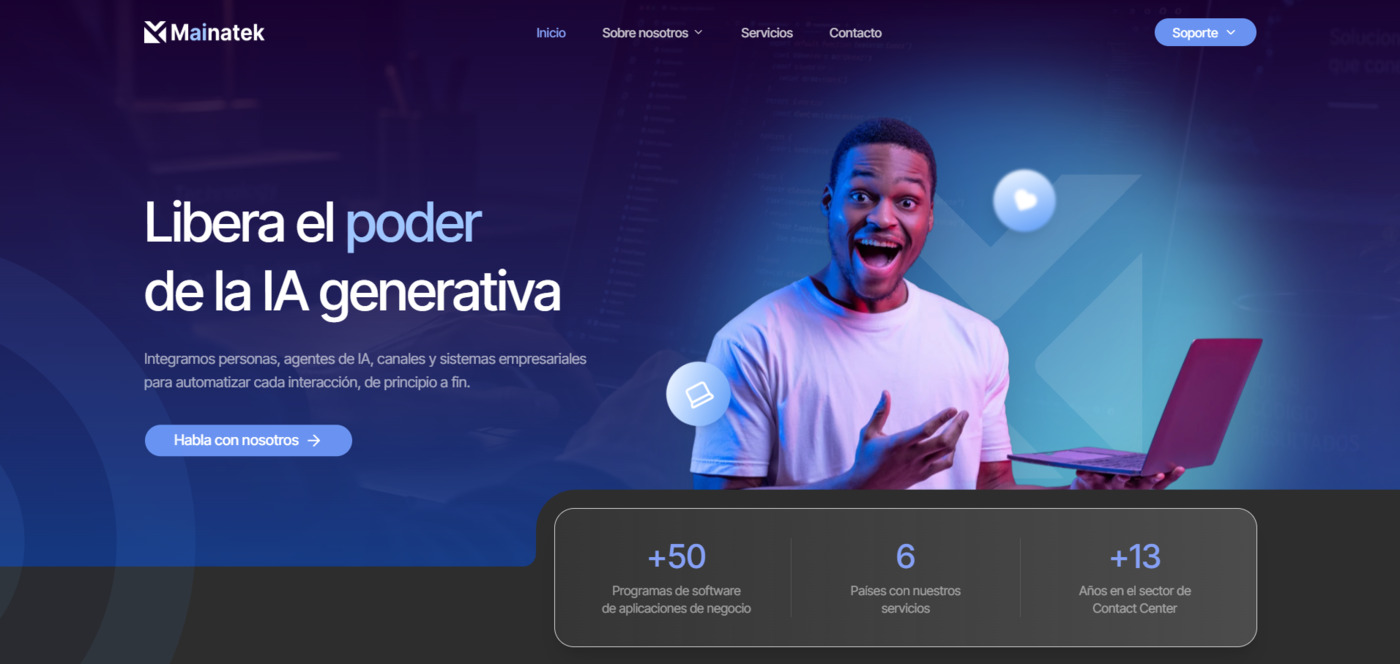 Mainatek
Inicio
Sobre nosotros
Servicios
Contacto
Soporte
Libera el poder
de la IA generativa
Integramos personas, agentes de IA, canales y sistemas empresariales
para automatizar cada interacción, de principio a fin.
Habla con nosotros
+50
Programas de software
de aplicaciones de negocio
6
Países con nuestros
servicios
+13
Años en el sector de
Contact Center